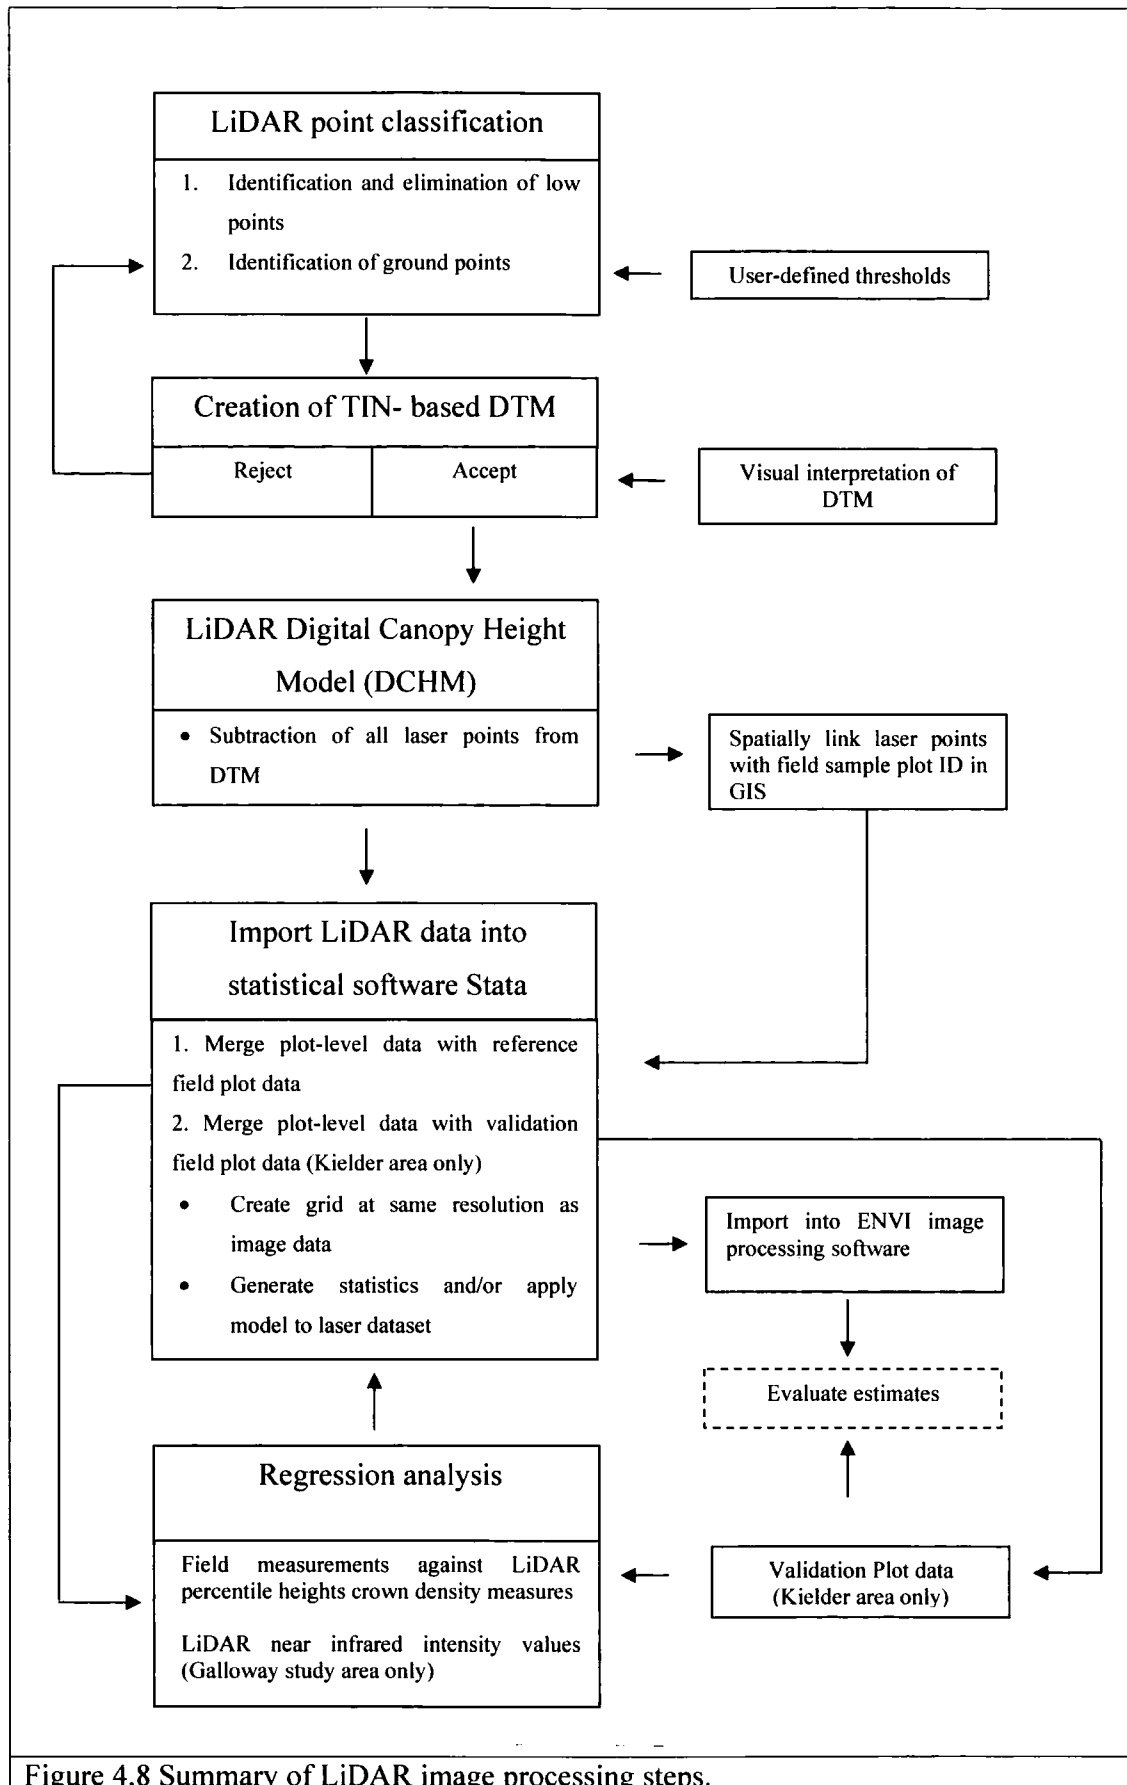 LiDAR point classification
1. Identification and elimination of low
points
2. Identification of ground points
User-defined thresholds
Creation of TIN- based DTM
Reject
Accept
Visual interpretation of
DTM
LiDAR Digital Canopy Height
Model (DCHM)
• Subtraction of all laser points from
DTM
Spatially link laser points
with field sample plot ID in
GIS
Import LiDAR data into
statistical software Stata
1. Merge plot-level data with reference
field plot data
2. Merge plot-level data with validation
field plot data (Kielder area only)
• Create grid at same resolution as
image data
• Generate statistics and/or apply
model to laser dataset
Import into ENVI image
processing software
Evaluate estimates
Regression analysis
Field measurements against LiDAR
percentile heights crown density measures
LiDAR near infrared intensity values
(Galloway study area only)
Validation Plot data
(Kielder area only)
Figure 4.8 Summary of LiDAR image processing steps.